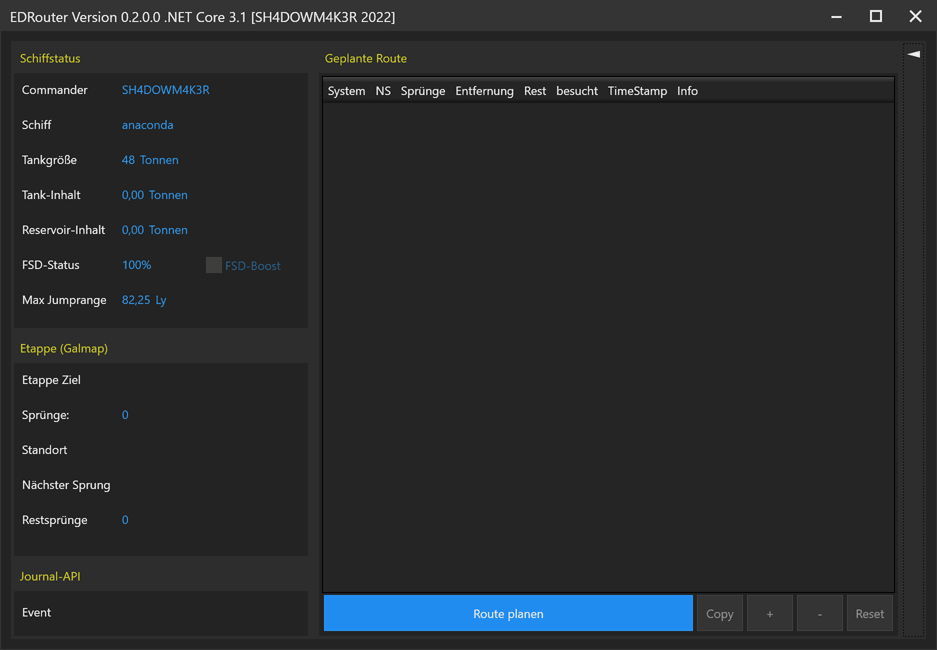 EDRouter Version 0.2.0.0 .NET Core 3.1 [SH4DOWM4K3R 2022]
Schiffstatus
Commander SH4DOWM4K3R
Schiff anaconda
Tankgröße 48 Tonnen
Tank-Inhalt 0,00 Tonnen
Reservoir-Inhalt 0,00 Tonnen
FSD-Status 100% FSD-Boost
Max Jumprange 82,25 Ly
Etappe (Galmap)
Etappe Ziel
Sprünge: 0
Standort
Nächster Sprung
Restsprünge 0
Journal-API
Event
Geplante Route
System NS Sprünge Entfernung Rest besucht TimeStamp Info
Route planen Copy + - Reset